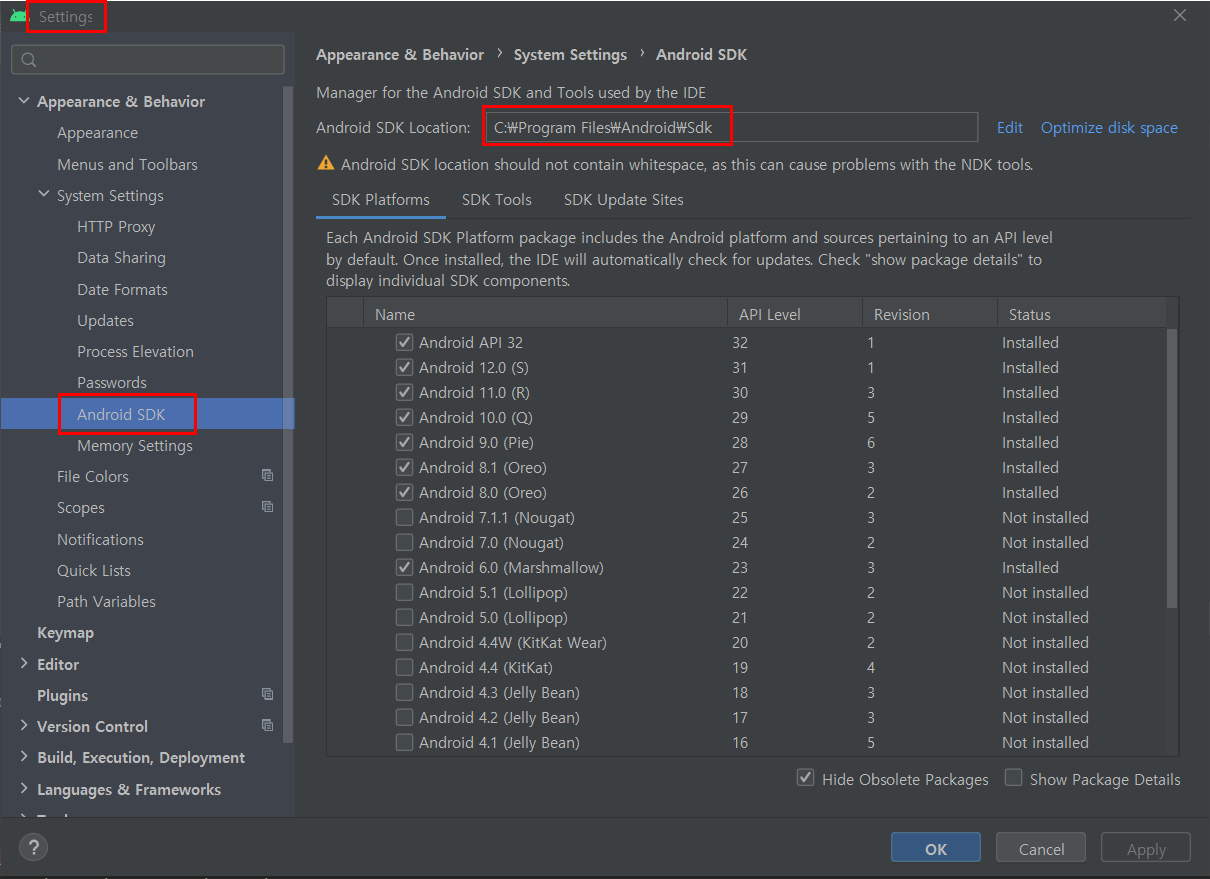 Settings
Appearance & Behavior
Appearance
Menus and Toolbars
System Settings
HTTP Proxy
Data Sharing
Date Formats
Updates
Process Elevation
Passwords
Android SDK
Memory Settings
File Colors
Scopes
Notifications
Quick Lists
Path Variables
Keymap
Editor
Plugins
Version Control
Build, Execution, Deployment
Languages & Frameworks
?
Appearance & Behavior › System Settings › Android SDK
Manager for the Android SDK and Tools used by the IDE
Android SDK Location: C:₩Program Files₩Android₩Sdk Edit Optimize disk space
Android SDK location should not contain whitespace, as this can cause problems with the NDK tools.
SDK Platforms SDK Tools SDK Update Sites
Each Android SDK Platform package includes the Android platform and sources pertaining to an API level
by default. Once installed, the IDE will automatically check for updates. Check "show package details" to
display individual SDK components.
Name API Level Revision Status
Android API 32 32 1 Installed
Android 12.0 (S) 31 1 Installed
Android 11.0 (R) 30 3 Installed
Android 10.0 (Q) 29 5 Installed
Android 9.0 (Pie) 28 6 Installed
Android 8.1 (Oreo) 27 3 Installed
Android 8.0 (Oreo) 26 2 Installed
Android 7.1.1 (Nougat) 25 3 Not installed
Android 7.0 (Nougat) 24 2 Not installed
Android 6.0 (Marshmallow) 23 3 Installed
Android 5.1 (Lollipop) 22 2 Not installed
Android 5.0 (Lollipop) 21 2 Not installed
Android 4.4W (KitKat Wear) 20 2 Not installed
Android 4.4 (KitKat) 19 4 Not installed
Android 4.3 (Jelly Bean) 18 3 Not installed
Android 4.2 (Jelly Bean) 17 3 Not installed
Android 4.1 (Jelly Bean) 16 5 Not installed
Hide Obsolete Packages Show Package Details
OK Cancel Apply